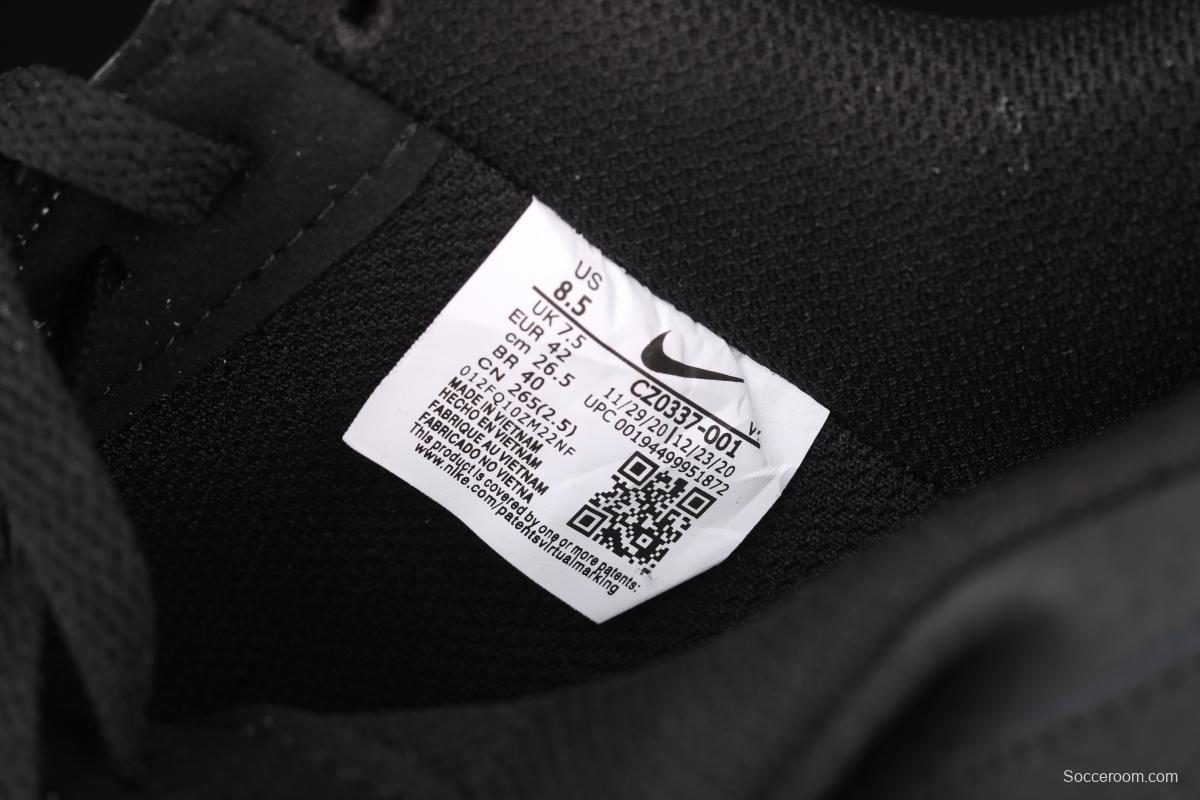 US
8.5
UK 7.5
EUR 42
cm 26.5
BR 40
CN 265(2.5)
012FQ10ZM22NF
MADE IN VIETNAM
HECHO EN VIETNAM
FABRIQUE AU VIETNAM
FABRICADO NO VIETNA
This product is covered by one or more patents:
www.nike.com/patentsvirtualmarking
CZ0337-001
11/29/20|12/23/20
UPC 00194499951872
Socceroom.com